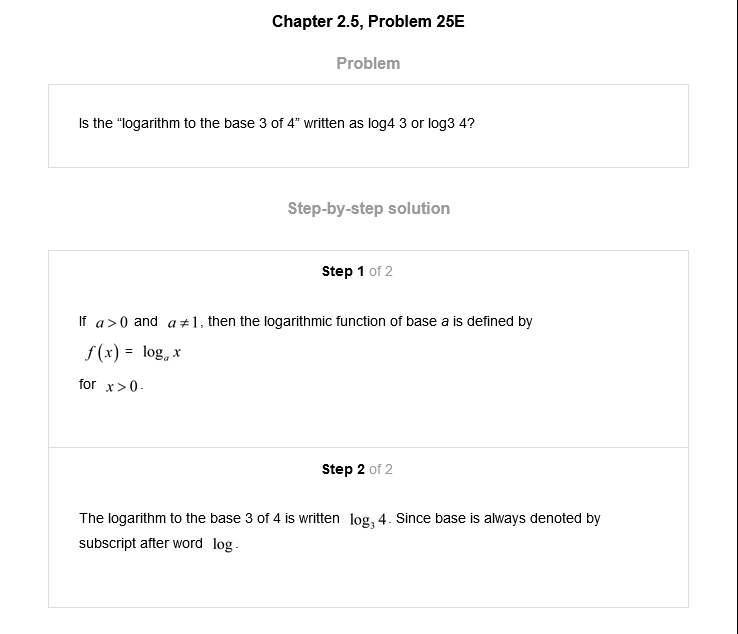 Chapter 2.5, Problem 25E
Problem
Is the “logarithm to the base 3 of 4” written as log4 3 or log3 4?
Step-by-step solution
Step 1 of 2
If a > 0 and a ≠ 1, then the logarithmic function of base a is defined by
f(x) = logₐ x
for x > 0.
Step 2 of 2
The logarithm to the base 3 of 4 is written log₃ 4. Since base is always denoted by
subscript after word log.